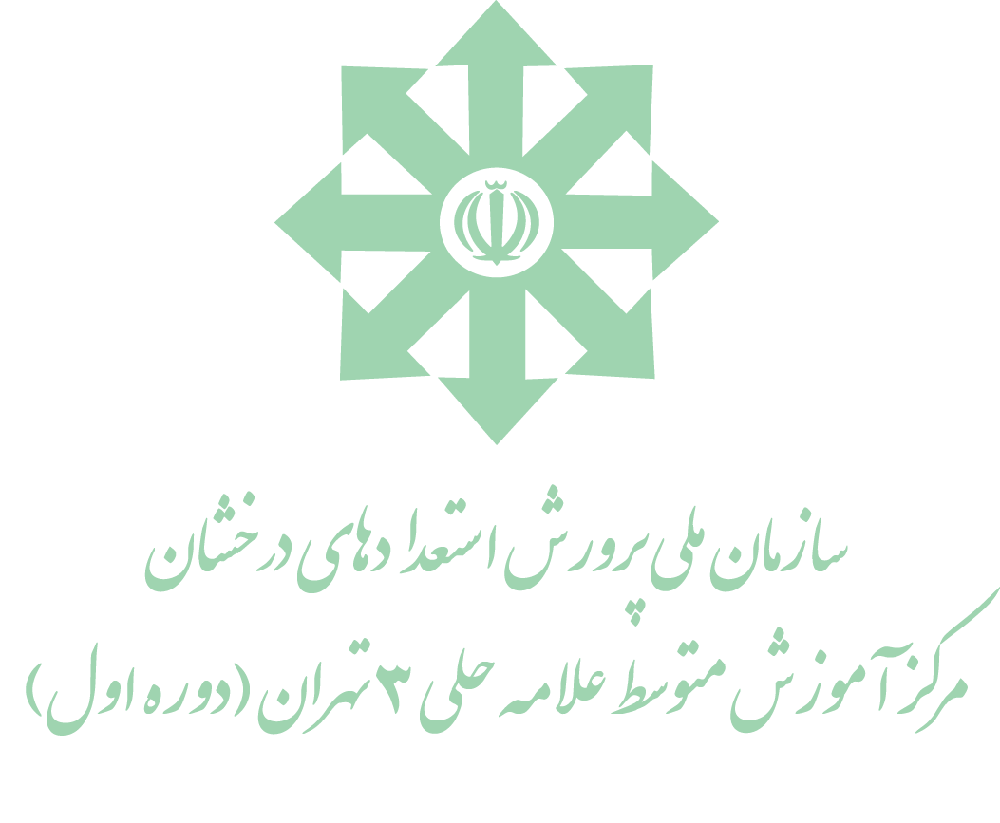 سازمان ملی پرورش استعدادهای درخشان
مرکز آموزش متوسط علامه حلی ۳ تهران (دوره اول)